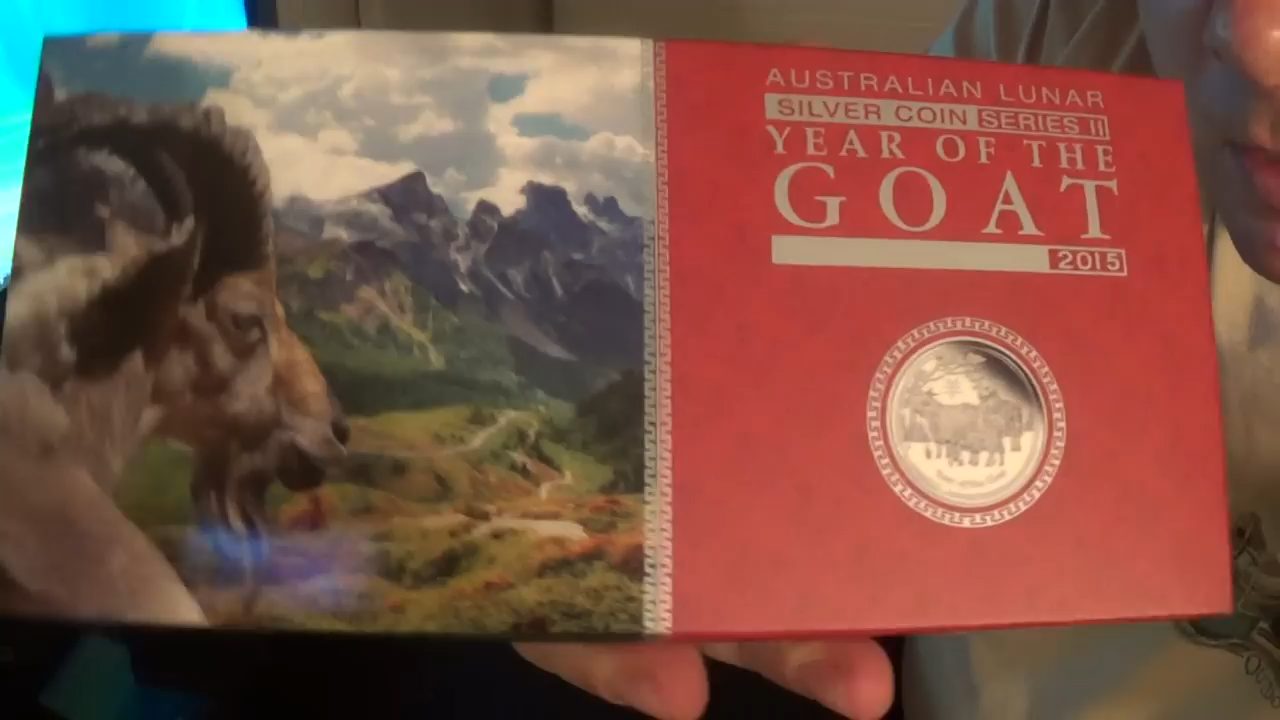 AUSTRALIAN LUNAR
SILVER COIN SERIES II
YEAR OF THE
GOAT
2015